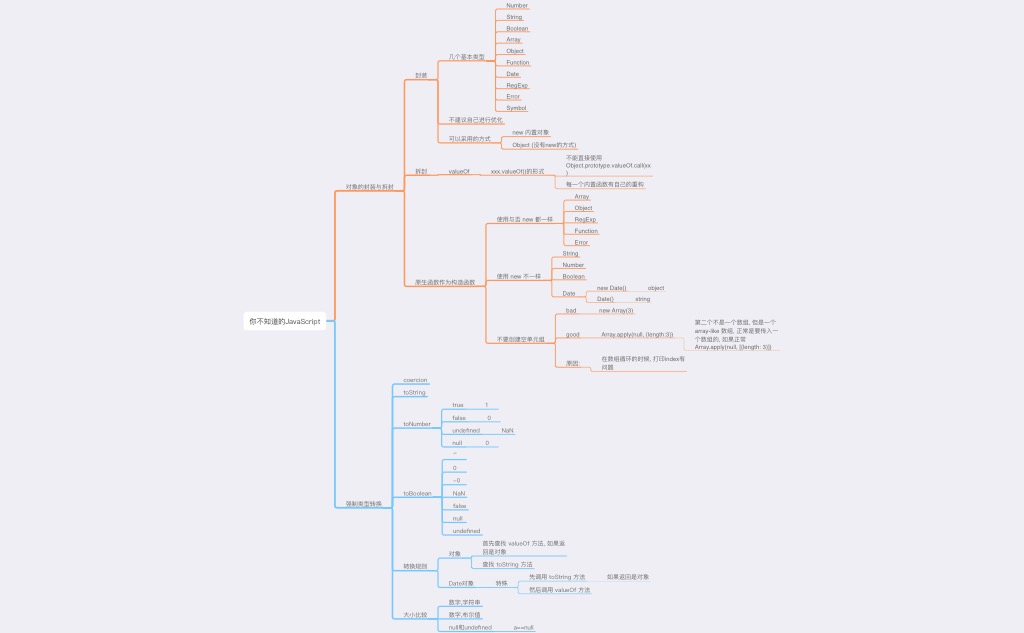 你不知道的JavaScript
对象的封装与拆封
封装
几个基本类型
Number
String
Boolean
Array
Object
Function
Date
RegExp
Error
Symbol
不建议自己进行优化
可以采用的方式
new 内置对象
Object (没有new的方式)
拆封
valueOf
xxx.valueOf()的形式
不能直接使用
Object.prototype.valueOf.call(xx
)
每一个内置函数有自己的重构
原生函数作为构造函数
使用与否 new 都一样
Array
Object
RegExp
Function
Error
使用 new 不一样
String
Number
Boolean
Date
new Date()
object
Date()
string
不要创建空单元组
bad
new Array(3)
good
Array.apply(null, {length:3})
第二个不是一个数组, 但是一个
array-like 数组, 正常是要传入一
个数组的, 如果正常
Array.apply(null, [{length: 3}])
原因:
在数组循环的时候, 打印index有
问题
强制类型转换
coercion
toString
toNumber
true
1
false
0
undefined
NaN
null
0
toBoolean
''
0
-0
NaN
false
null
undefined
转换规则
对象
首先查找 valueOf 方法, 如果返
回是对象
查找 toString 方法
Date对象
特殊
先调用 toString 方法
如果返回是对象
然后调用 valueOf 方法
大小比较
数字,字符串
数字,布尔值
null和undefined
a==null